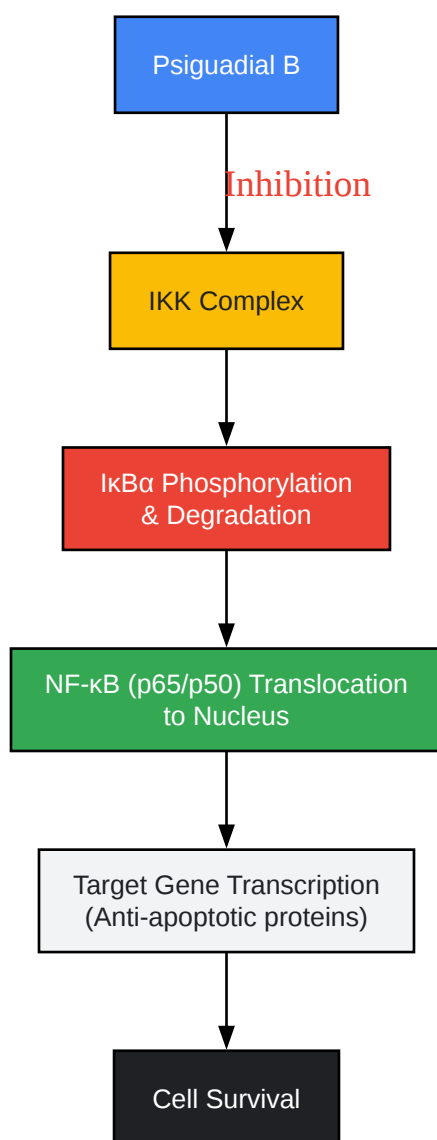 Psiguadial B
Inhibition
IKK Complex
IκBα Phosphorylation
& Degradation
NF-κB (p65/p50) Translocation
to Nucleus
Target Gene Transcription
(Anti-apoptotic proteins)
Cell Survival